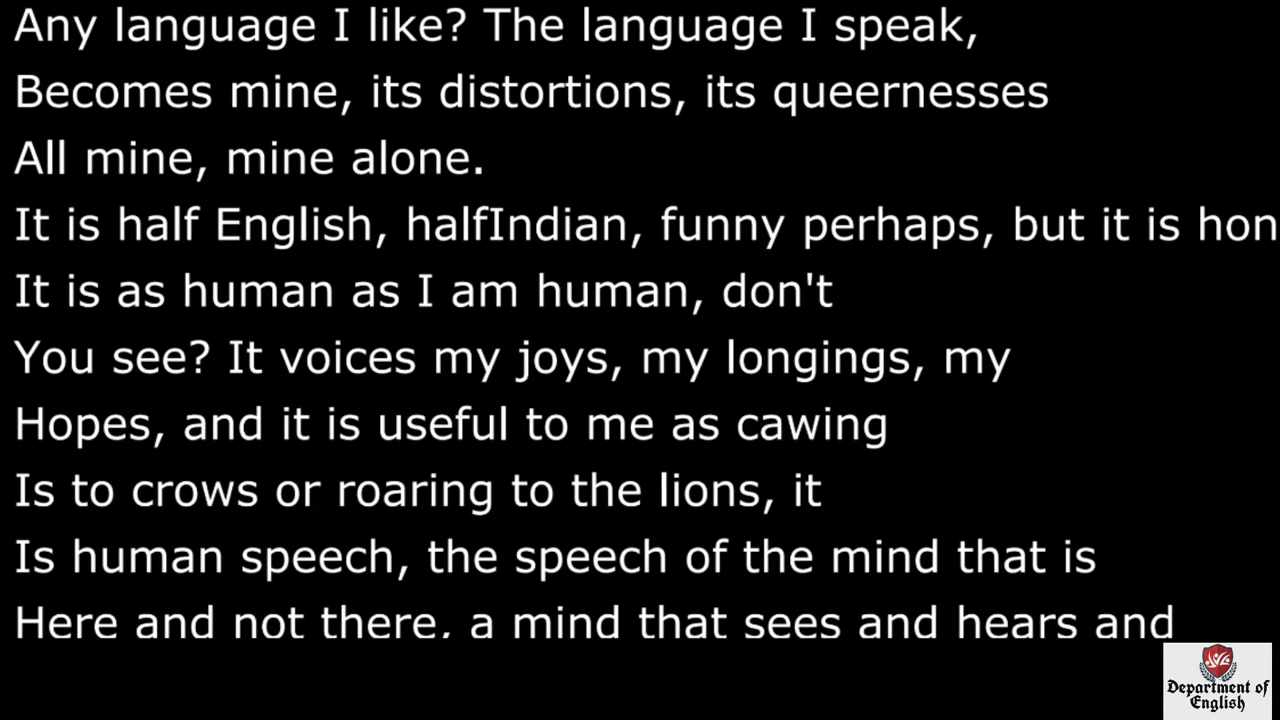 Any language I like? The language I speak,
Becomes mine, its distortions, its queernesses
All mine, mine alone.
It is half English, halfIndian, funny perhaps, but it is hon
It is as human as I am human, don't
You see? It voices my joys, my longings, my
Hopes, and it is useful to me as cawing
Is to crows or roaring to the lions, it
Is human speech, the speech of the mind that is
Here and not there, a mind that sees and hears and
Department of
English